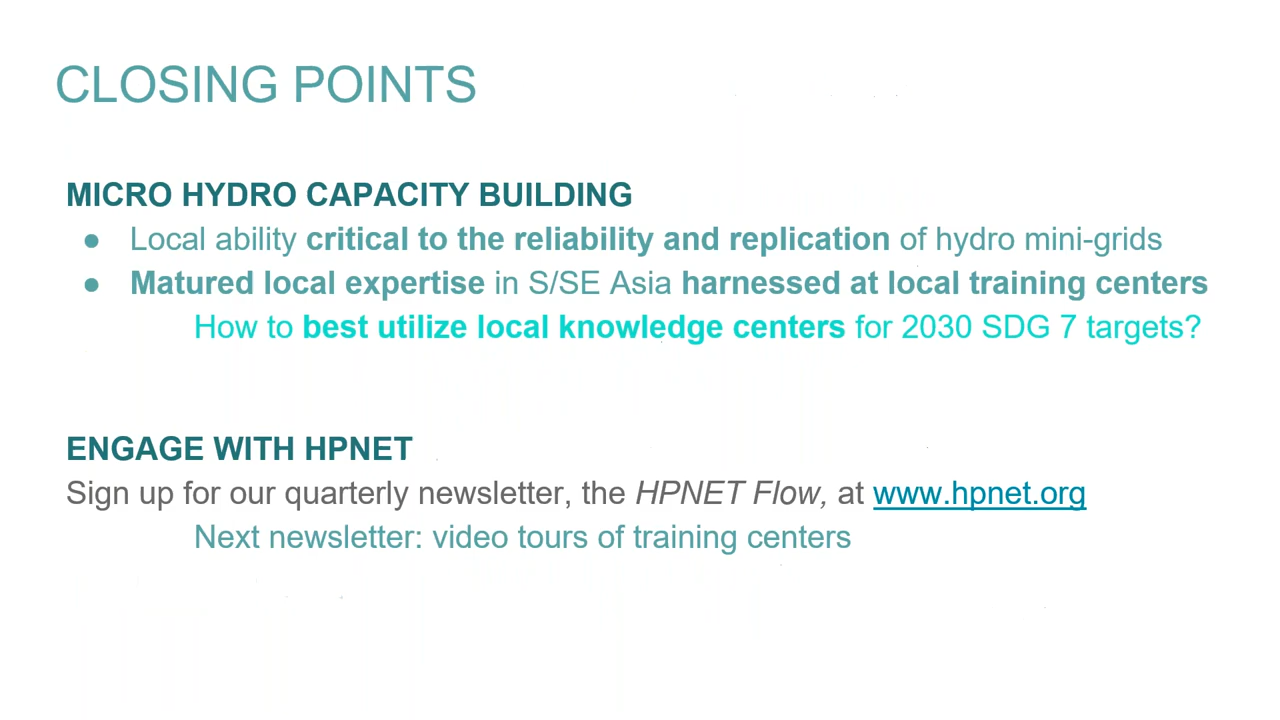 CLOSING POINTS
MICRO HYDRO CAPACITY BUILDING
● Local ability critical to the reliability and replication of hydro mini-grids
● Matured local expertise in S/SE Asia harnessed at local training centers
How to best utilize local knowledge centers for 2030 SDG 7 targets?
ENGAGE WITH HPNET
Sign up for our quarterly newsletter, the HPNET Flow, at www.hpnet.org
Next newsletter: video tours of training centers